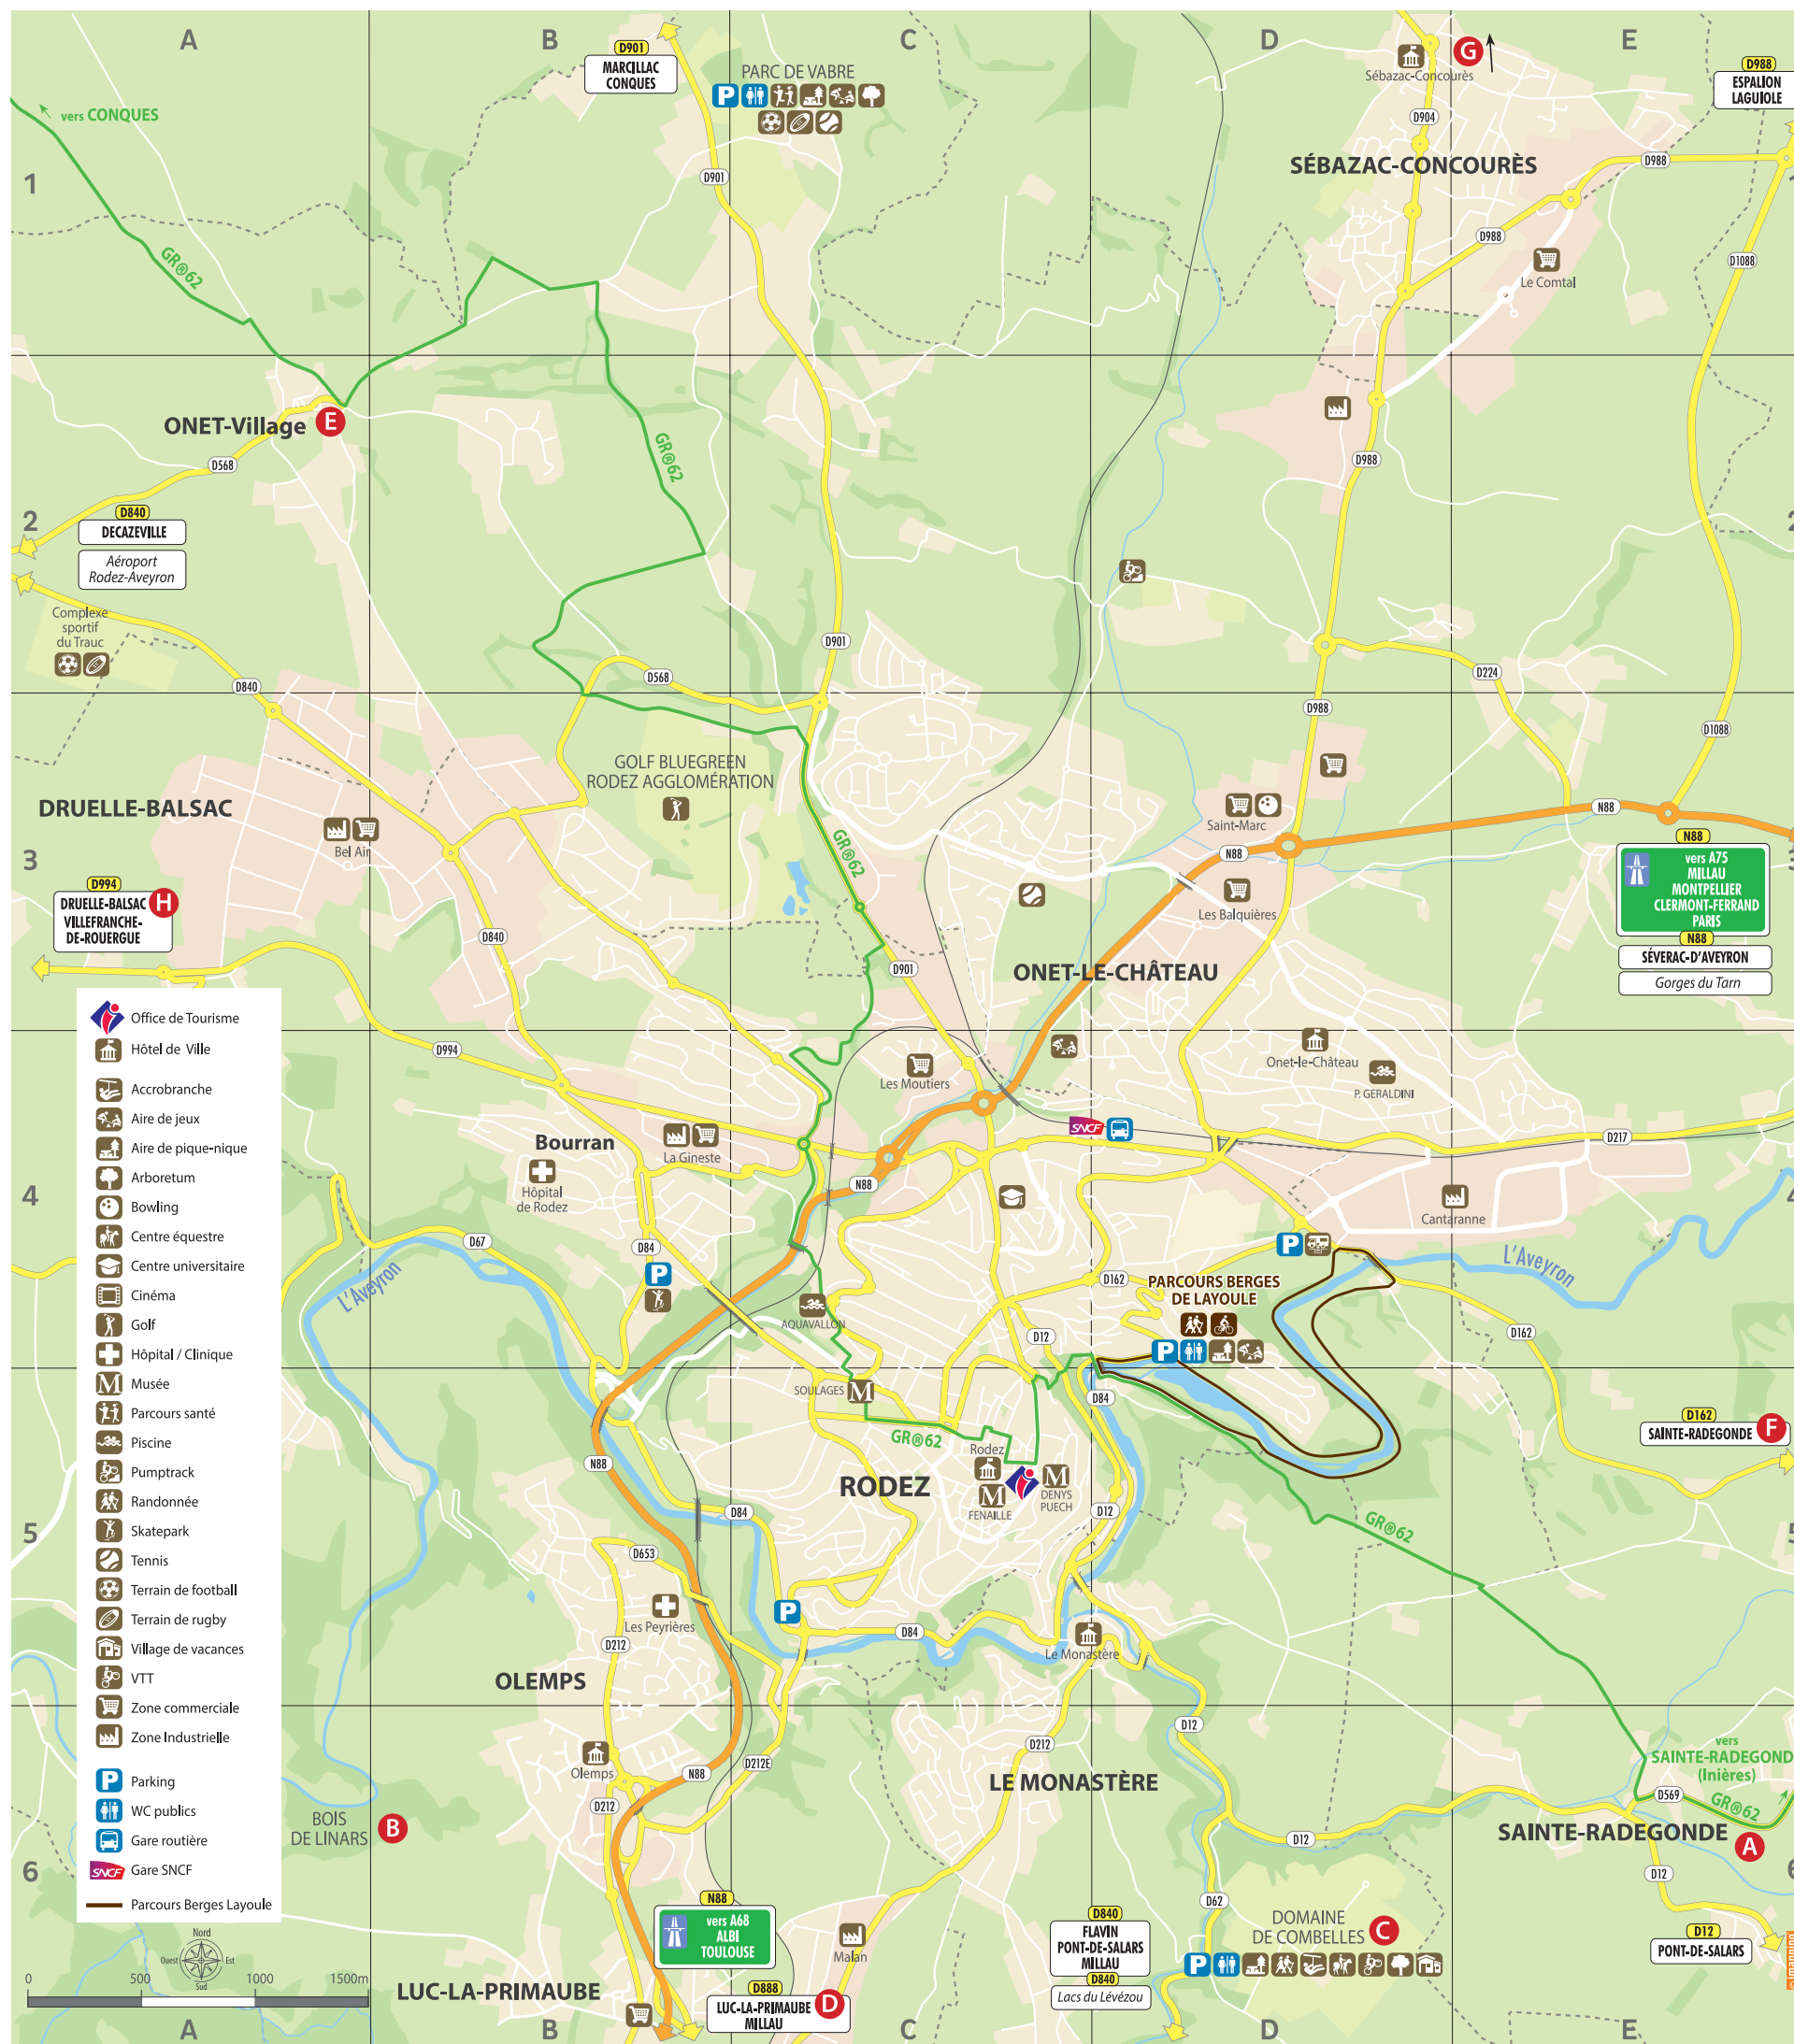 A
B
C
D
E
D901
MARCILLAC
CONQUES
PARC DE VABRE
P
G
Sébazac-Concourès
D988
ESPALION
LAGUIOLE
vers CONQUES
D904
1
D901
SÉBAZAC-CONCOURÈS
D988
D988
D1088
GR®62
Le Comtal
ONET-Village
E
D568
GR®62
D988
2
D840
DECAZEVILLE
Aéroport
Rodez-Aveyron
Complexe
sportif
du Trauc
D901
D568
D224
D840
D988
D1088
GOLF BLUEGREEN
RODEZ AGGLOMÉRATION
DRUELLE-BALSAC
N88
Saint-Marc
Bel Air
GR®62
N88
3
N88
vers A75
MILLAU
MONTPELLIER
CLERMONT-FERRAND
PARIS
N88
SÉVERAC-D'AVEYRON
Gorges du Tarn
D994
DRUELLE-BALSAC
VILLEFRANCHE-
DE-ROUERGUE
H
Les Balquières
D840
D901
ONET-LE-CHÂTEAU
Office de Tourisme
Hôtel de Ville
Accrobranche
Aire de jeux
Aire de pique-nique
Arboretum
Bowling
Centre équestre
Centre universitaire
Cinéma
Golf
Hôpital / Clinique
M Musée
Parcours santé
Piscine
Pumptrack
Randonnée
Skatepark
Tennis
Terrain de football
Terrain de rugby
Village de vacances
VTT
Zone commerciale
Zone Industrielle
P Parking
WC publics
Gare routière
SNCF Gare SNCF
Parcours Berges Layoule
Nord
Ouest
Est
Sud
0
500
1000
1500m
D994
Les Moutiers
Onet-le-Château
P. GERALDINI
Bourran
La Gineste
SNCF
D217
Hôpital
de Rodez
N88
4
Cantaranne
D67
D84
P
P
L'Aveyron
L'Aveyron
D162
PARCOURS BERGES
DE LAYOULE
AQUAVALLON
D12
D162
P
SOULAGES
M
D84
GR®62
D162
SAINTE-RADEGONDE
F
Rodez
N88
RODEZ
M
DENYS
PUECH
M
FENAILLE
D84
D12
GR®62
5
D653
Les Peyrières
P
D212
D84
Le Monastère
OLEMPS
D12
D212
Olemps
N88
D212E
LE MONASTÈRE
vers
SAINTE-RADEGOND
(Inières)
D569
GR®62
D212
BOIS
DE LINARS
B
D12
SAINTE-RADEGONDE
A
6
D12
N88
vers A68
ALBI
TOULOUSE
D62
D840
FLAVIN
PONT-DE-SALARS
MILLAU
D840
Lacs du Lévézou
DOMAINE
DE COMBELLES
C
P
D12
PONT-DE-SALARS
Malan
LUC-LA-PRIMAUBE
D888
LUC-LA-PRIMAUBE
MILLAU
D
A
B
C
D
E